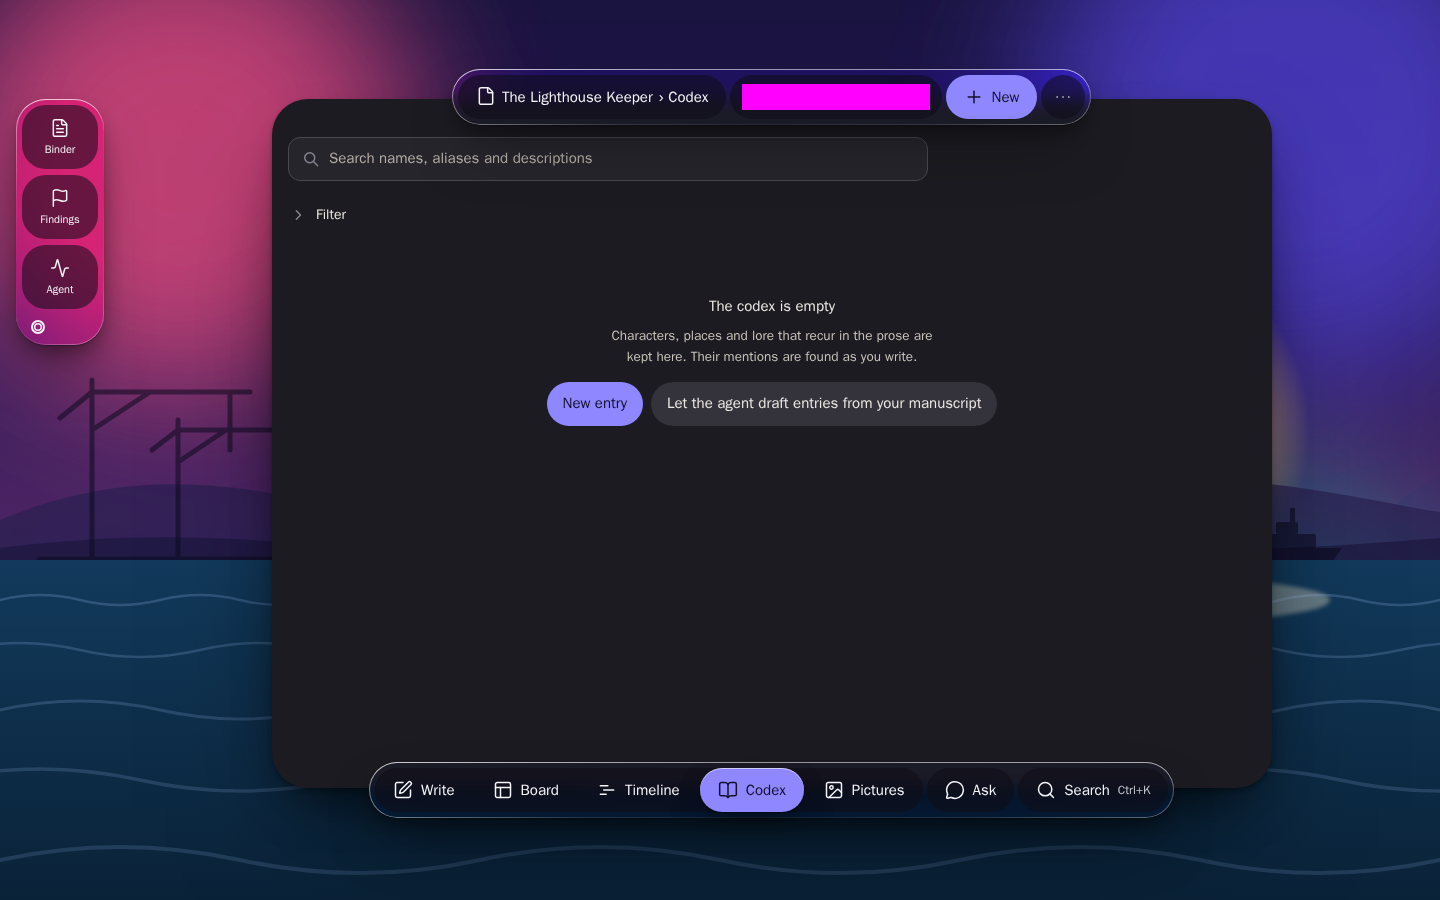 The Lighthouse Keeper › Codex
New
Binder
Findings
Agent
Search names, aliases and descriptions
Filter
The codex is empty
Characters, places and lore that recur in the prose are
kept here. Their mentions are found as you write.
New entry
Let the agent draft entries from your manuscript
Write
Board
Timeline
Codex
Pictures
Ask
Search Ctrl+K